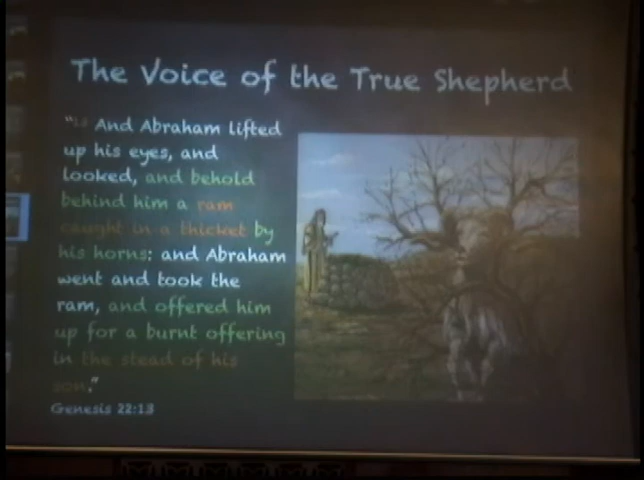 The Voice of the True Shepherd
"13 And Abraham lifted
up his eyes, and
looked, and behold
behind him a ram
caught in a thicket by
his horns: and Abraham
went and took the
ram, and offered him
up for a burnt offering
in the stead of his
son."
Genesis 22:13